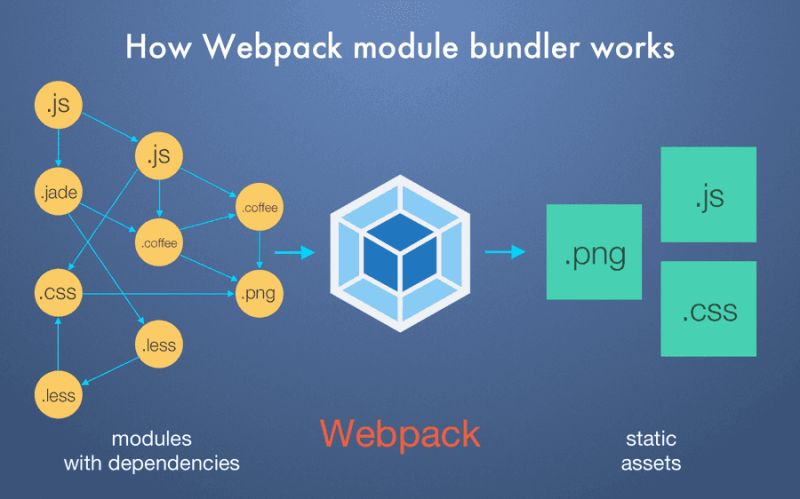 How Webpack module bundler works
.js
.js
.jade
.coffee
.coffee
.css
.png
.less
.less
.png
.js
.css
modules
with dependencies
Webpack
static
assets